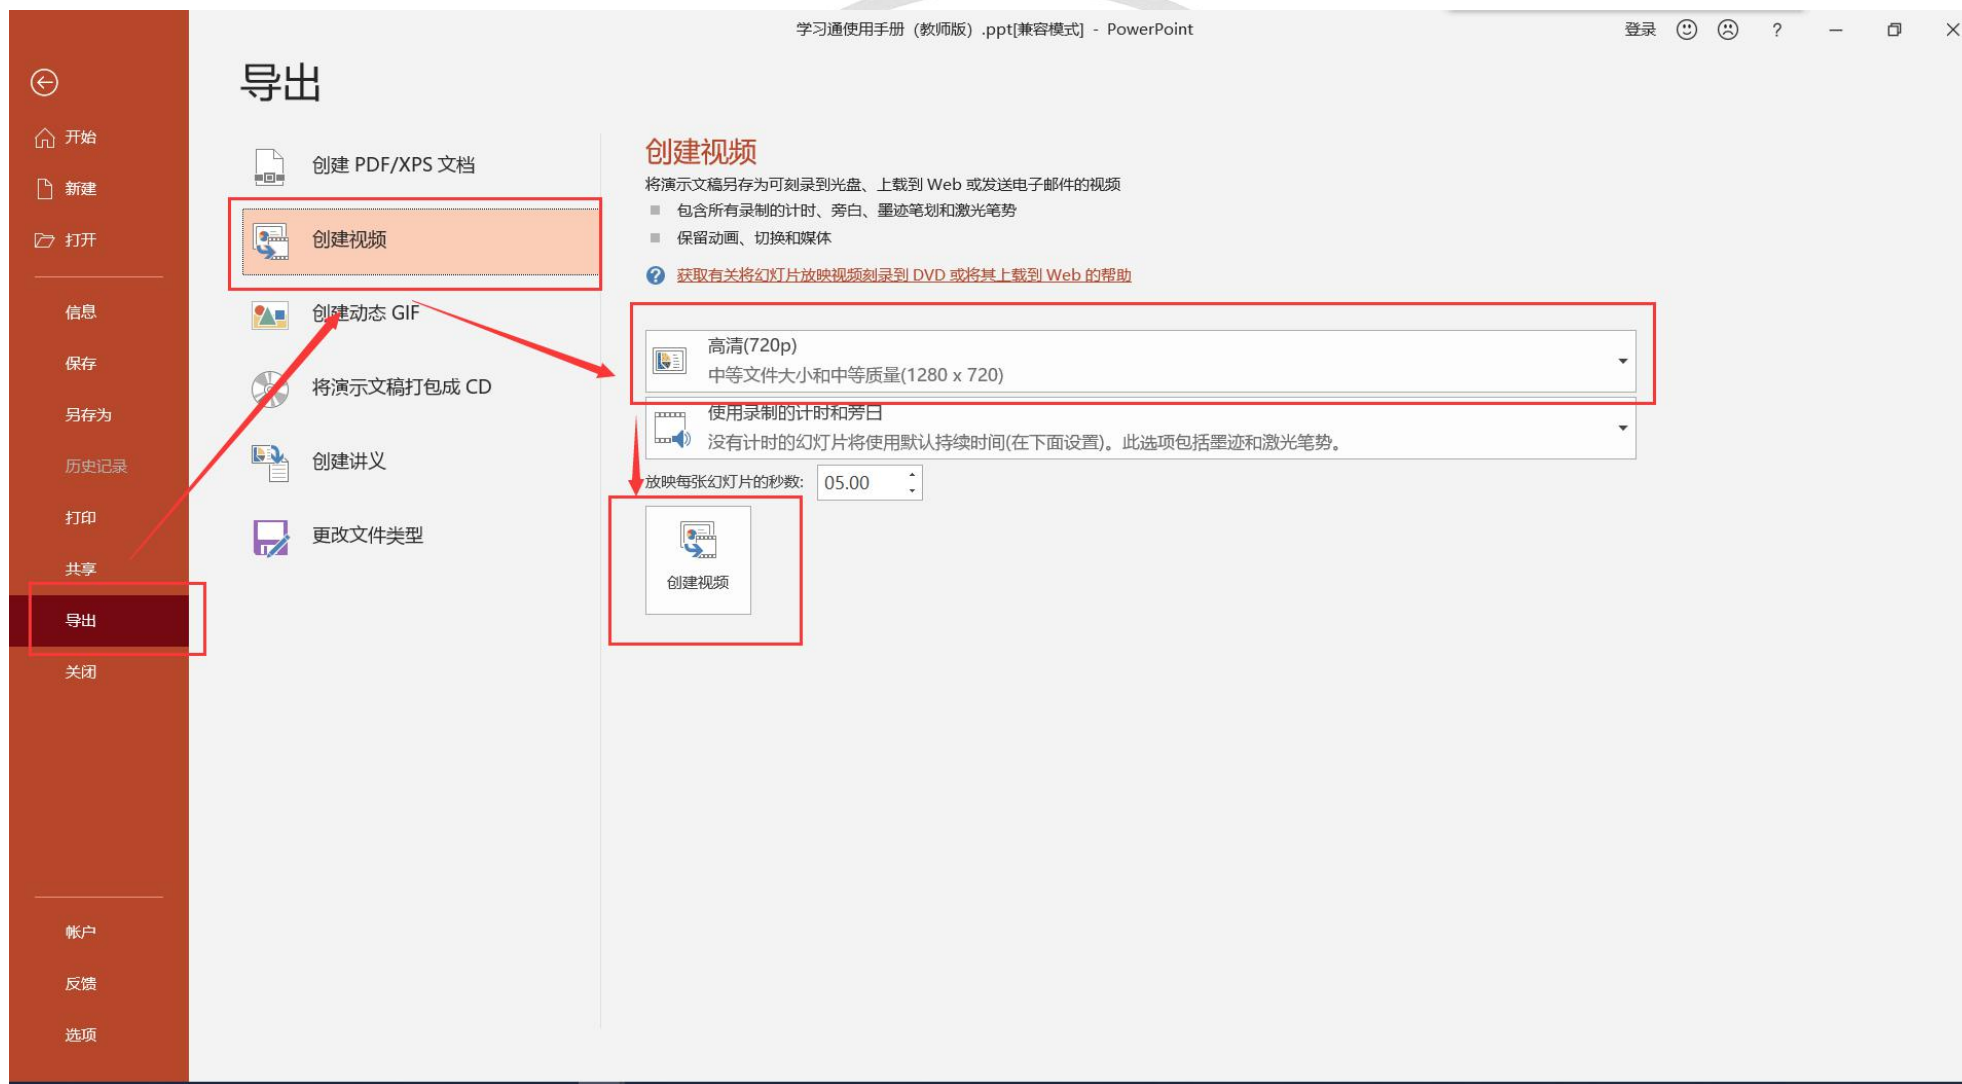 学习通使用手册（教师版）.ppt[兼容模式] - PowerPoint
登录
?
导出
开始
新建
打开
信息
保存
另存为
历史记录
打印
共享
导出
关闭
帐户
反馈
选项
创建 PDF/XPS 文档
创建视频
创建动态 GIF
将演示文稿打包成 CD
创建讲义
更改文件类型
创建视频
将演示文稿另存为可刻录到光盘、上载到 Web 或发送电子邮件的视频
包含所有录制的计时、旁白、墨迹笔划和激光笔势
保留动画、切换和媒体
获取有关将幻灯片放映视频刻录到 DVD 或将其上载到 Web 的帮助
高清(720p)
中等文件大小和中等质量(1280 x 720)
使用录制的计时和旁白
没有计时的幻灯片将使用默认持续时间(在下面设置)。此选项包括墨迹和激光笔势。
放映每张幻灯片的秒数: 05.00
创建视频